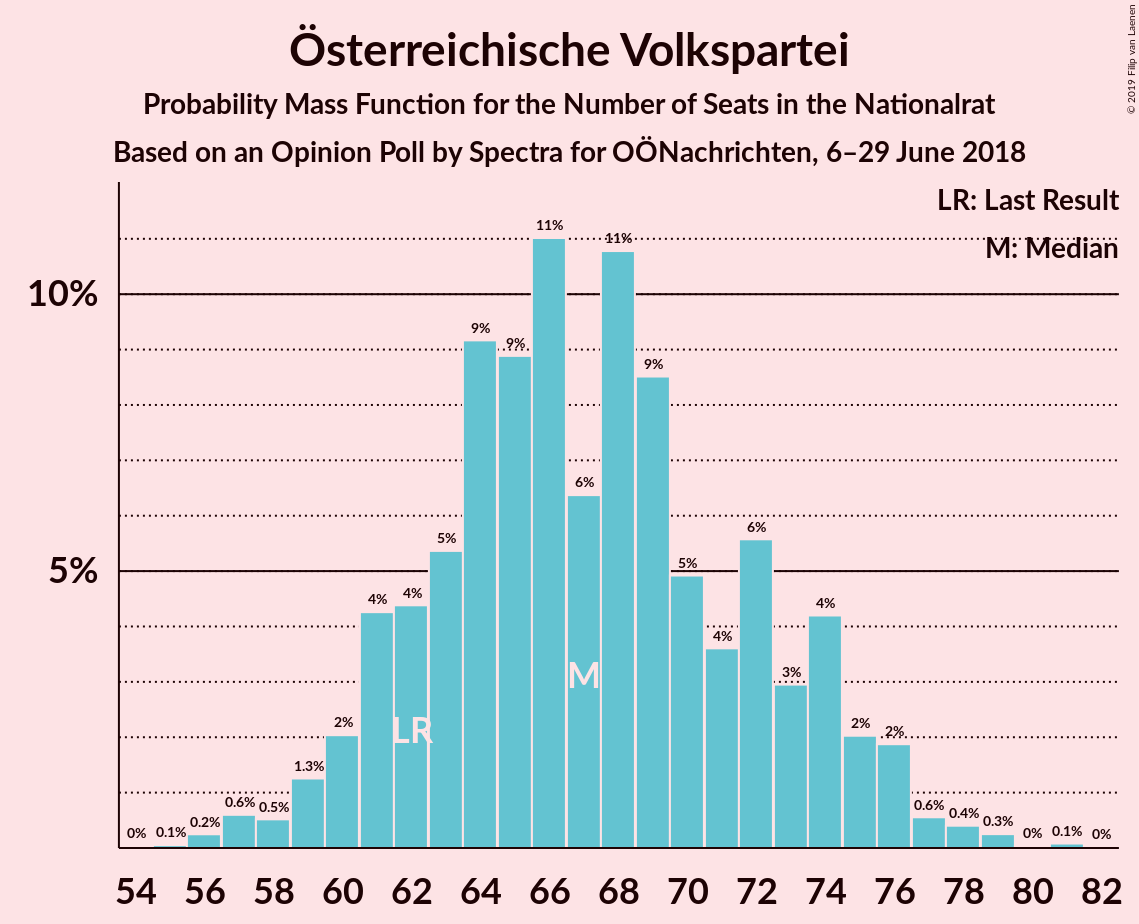 Österreichische Volkspartei
Probability Mass Function for the Number of Seats in the Nationalrat
Based on an Opinion Poll by Spectra for OÖNachrichten, 6–29 June 2018
© 2019 Filip van Laenen
LR: Last Result
M: Median
10%
5%
0% 0.1% 0.2% 0.6% 0.5% 1.3% 2% 4% 4% 5% 9% 9% 11% 6% 11% 9% 5% 4% 6% 3% 4% 2% 2% 0.6% 0.4% 0.3% 0% 0.1% 0%
LR
M
54 56 58 60 62 64 66 68 70 72 74 76 78 80 82